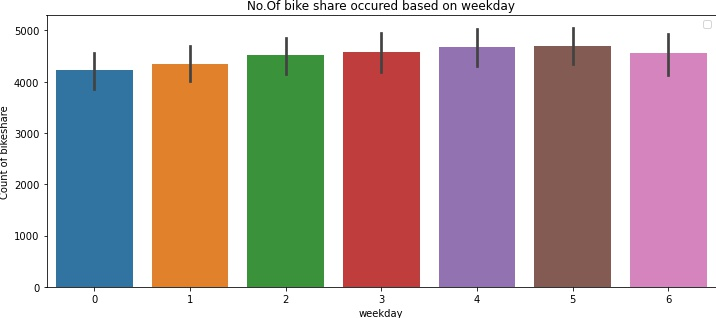 No.Of bike share occured based on weekday
5000
4000
3000
2000
1000
0
Count of bikeshare
0 1 2 3 4 5 6
weekday